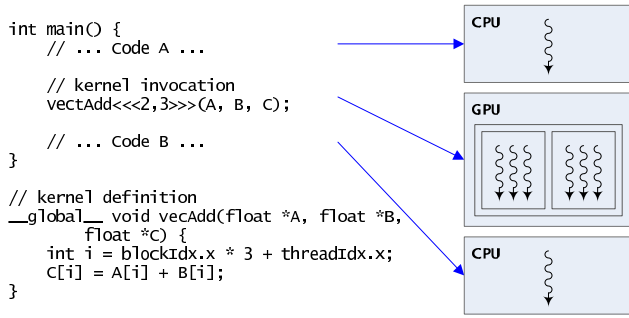 int main() {
// ... Code A ...
// kernel invocation
vectAdd<<<2,3>>>(A, B, C);
// ... Code B ...
}
// kernel definition
__global__ void vecAdd(float *A, float *B,
float *C) {
int i = blockIdx.x * 3 + threadIdx.x;
C[i] = A[i] + B[i];
}
CPU
GPU
CPU